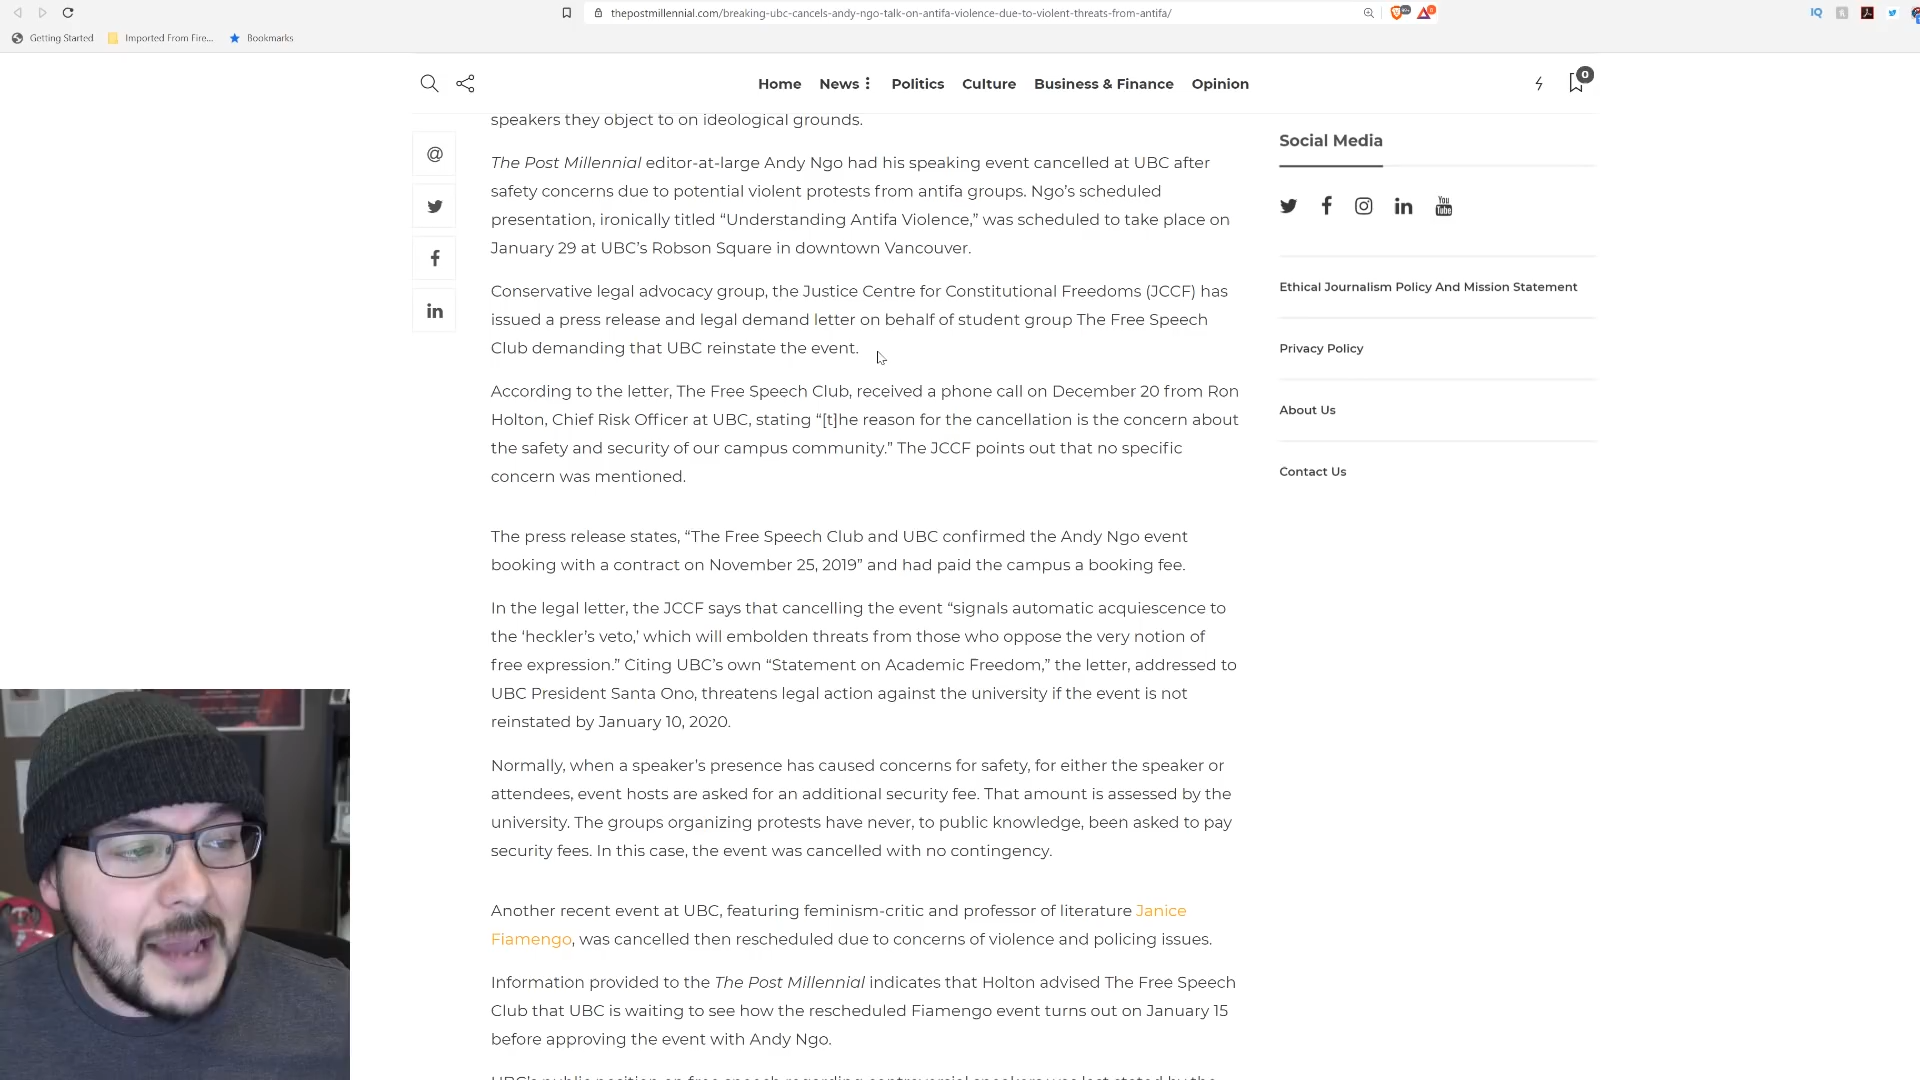 thepostmillennial.com/breaking-ubc-cancels-andy-ngo-talk-on-antifa-violence-due-to-violent-threats-from-antifa/
IQ
Getting Started
Imported From Fire...
Bookmarks
Home
News
Politics
Culture
Business & Finance
Opinion
0
speakers they object to on ideological grounds.
The Post Millennial editor-at-large Andy Ngo had his speaking event cancelled at UBC after
safety concerns due to potential violent protests from antifa groups. Ngo’s scheduled
presentation, ironically titled “Understanding Antifa Violence,” was scheduled to take place on
January 29 at UBC’s Robson Square in downtown Vancouver.
Conservative legal advocacy group, the Justice Centre for Constitutional Freedoms (JCCF) has
issued a press release and legal demand letter on behalf of student group The Free Speech
Club demanding that UBC reinstate the event.
According to the letter, The Free Speech Club, received a phone call on December 20 from Ron
Holton, Chief Risk Officer at UBC, stating “[t]he reason for the cancellation is the concern about
the safety and security of our campus community.” The JCCF points out that no specific
concern was mentioned.
The press release states, “The Free Speech Club and UBC confirmed the Andy Ngo event
booking with a contract on November 25, 2019” and had paid the campus a booking fee.
In the legal letter, the JCCF says that cancelling the event “signals automatic acquiescence to
the ‘heckler’s veto,’ which will embolden threats from those who oppose the very notion of
free expression.” Citing UBC’s own “Statement on Academic Freedom,” the letter, addressed to
UBC President Santa Ono, threatens legal action against the university if the event is not
reinstated by January 10, 2020.
Normally, when a speaker’s presence has caused concerns for safety, for either the speaker or
attendees, event hosts are asked for an additional security fee. That amount is assessed by the
university. The groups organizing protests have never, to public knowledge, been asked to pay
security fees. In this case, the event was cancelled with no contingency.
Another recent event at UBC, featuring feminism-critic and professor of literature Janice
Fiamengo, was cancelled then rescheduled due to concerns of violence and policing issues.
Information provided to the The Post Millennial indicates that Holton advised The Free Speech
Club that UBC is waiting to see how the rescheduled Fiamengo event turns out on January 15
before approving the event with Andy Ngo.
UBC’s public position on free speech regarding controversial speakers was last stated by the
Social Media
You
Tube
Ethical Journalism Policy And Mission Statement
Privacy Policy
About Us
Contact Us